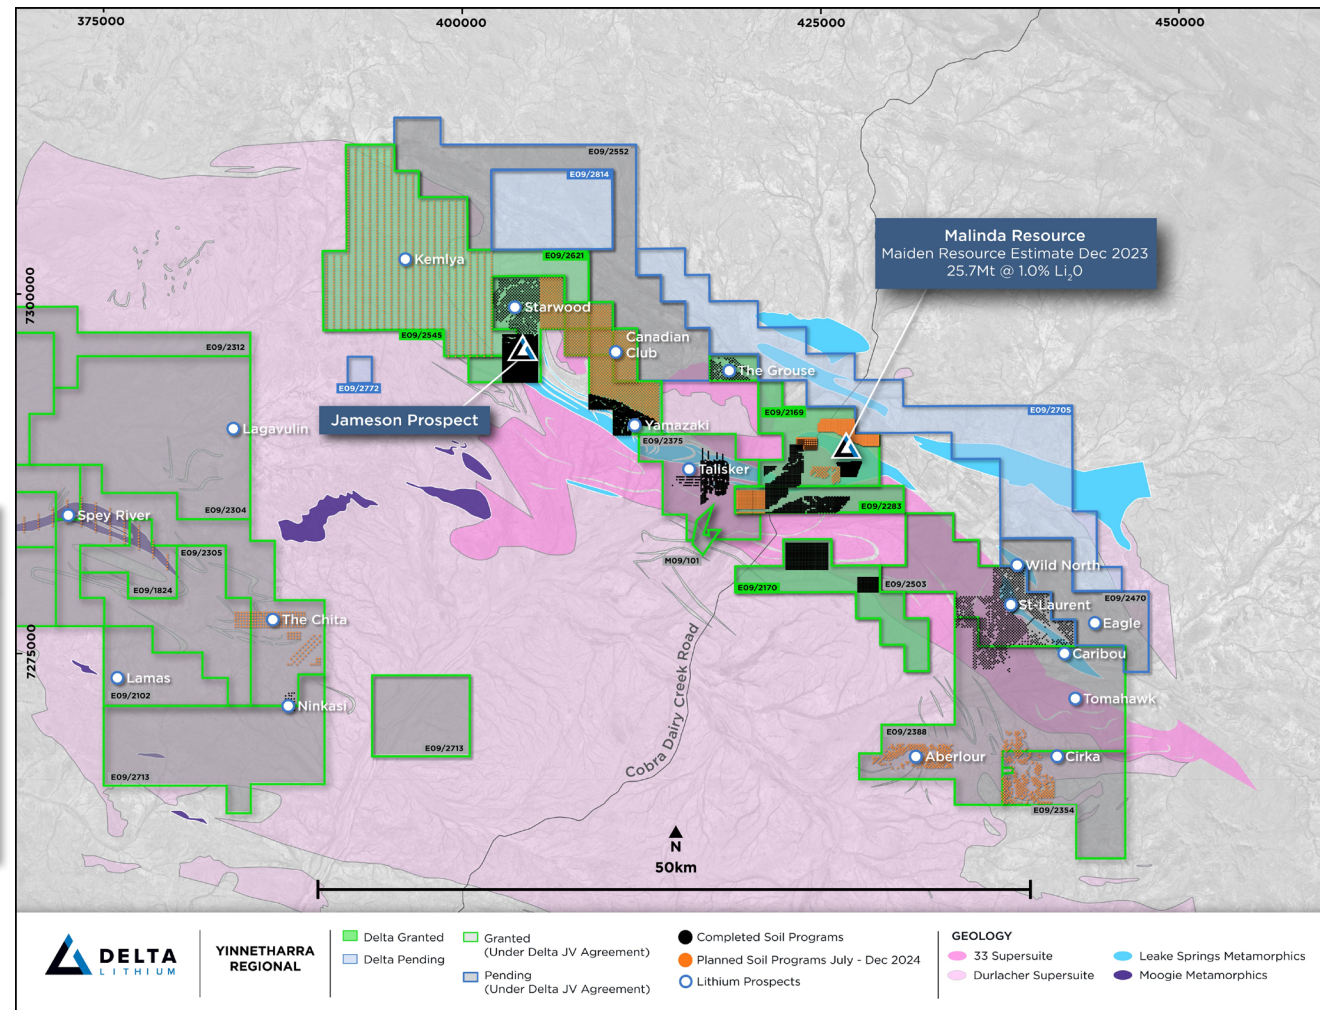 375000
400000
425000
450000
7300000
7275000
E09/2552
E09/2814
Malinda Resource
Maiden Resource Estimate Dec 2023
25.7Mt @ 1.0% Li₂0
Kemlya
E09/2621
Starwood
E09/2545
Canadian
Club
E09/2312
The Grouse
E09/2772
Jameson Prospect
E09/2169
E09/2705
Lagavulin
Yamazaki
E09/2375
Talisker
E09/2304
E09/2283
Spey River
E09/2305
M09/101
Wild North
E09/1824
E09/2170
E09/2503
E09/2470
St-Laurent
The Chita
Eagle
Caribou
Lamas
E09/2102
Ninkasi
Tomahawk
Cobra Dairy Creek Road
E09/2388
E09/2713
Aberlour
Cirka
E09/2713
E09/2354
N
50km
DELTA
LITHIUM
YINNETHARRA
REGIONAL
Delta Granted
Delta Pending
Granted
(Under Delta JV Agreement)
Pending
(Under Delta JV Agreement)
Completed Soil Programs
Planned Soil Programs July - Dec 2024
Lithium Prospects
GEOLOGY
33 Supersuite
Durlacher Supersuite
Leake Springs Metamorphics
Moogie Metamorphics